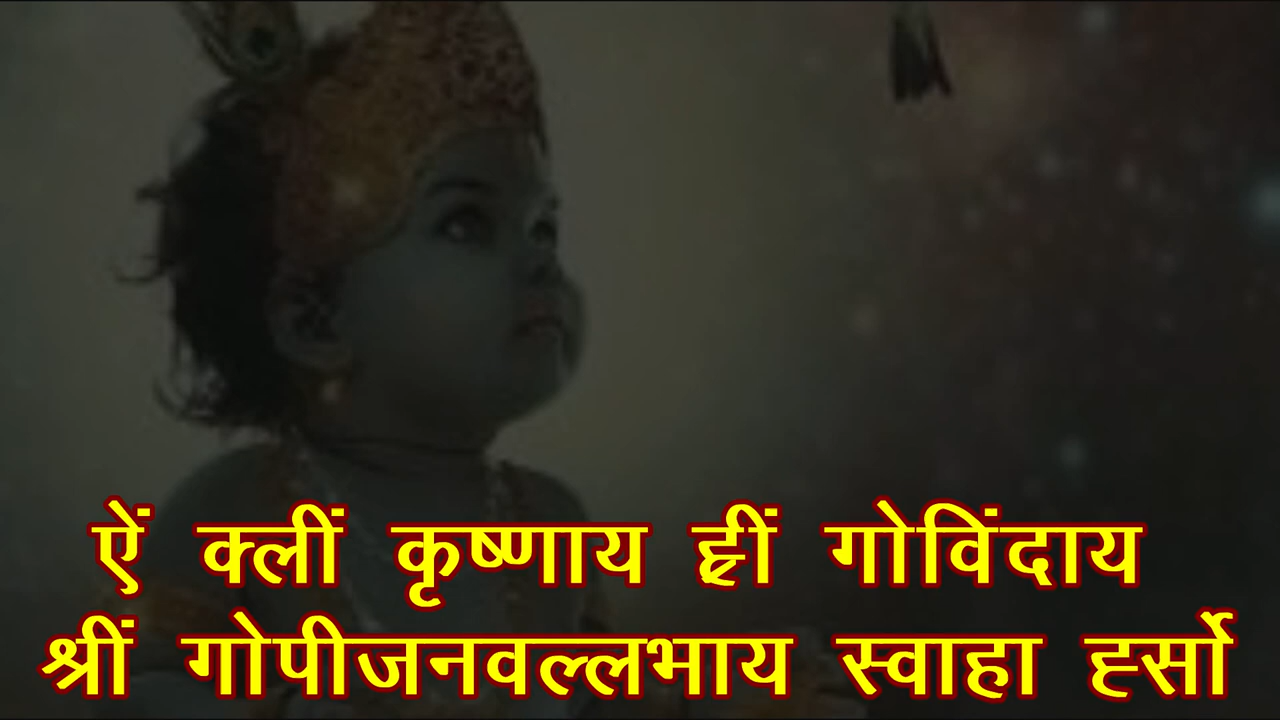 ऐं क्लीं कृष्णाय ह्रीं गोविंदाय
श्रीं गोपीजनवल्लभाय स्वाहा ह्र्सो